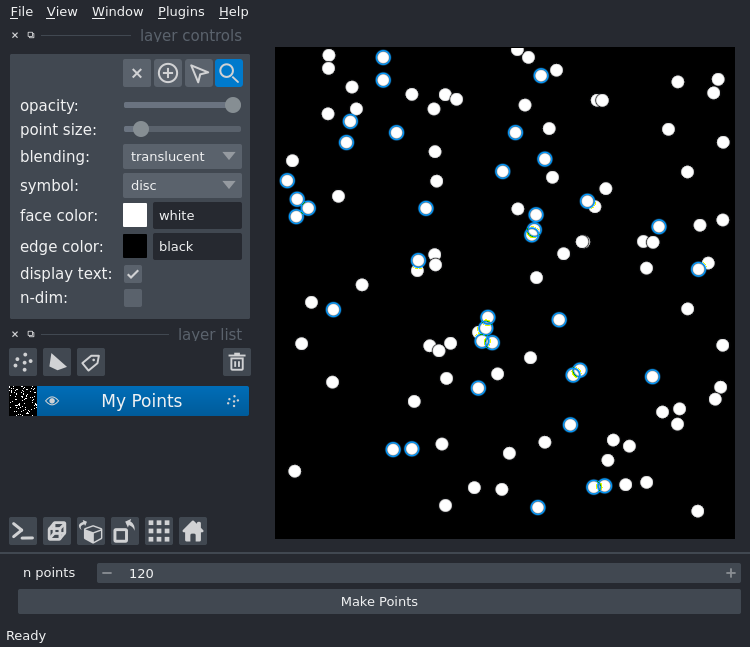 File View Window Plugins Help
layer controls
opacity:
point size:
blending: translucent
symbol: disc
face color: white
edge color: black
display text:
n-dim:
layer list
My Points
n points 120
Make Points
Ready